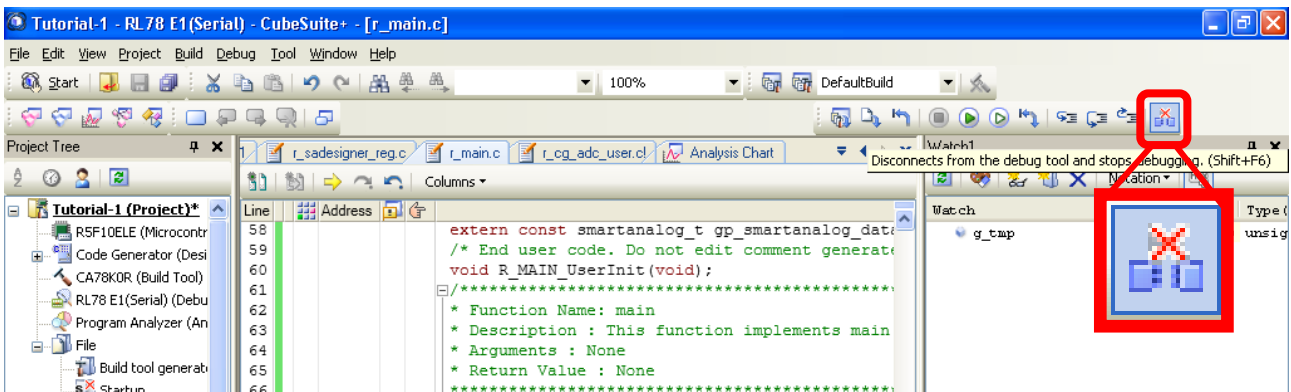 Tutorial-1 - RL78 E1(Serial) - CubeSuite+ - [r_main.c]
File Edit View Project Build Debug Tool Window Help
Start 100% DefaultBuild
Project Tree
r_sadesigner_reg.c r_main.c r_cg_adc_user.c! Analysis Chart
Watch1
Disconnects from the debug tool and stops debugging. (Shift+F6)
Columns
Notation
Tutorial-1 (Project)*
R5F10ELE (Microcontr
Code Generator (Desi
CA78K0R (Build Tool)
RL78 E1(Serial) (Debu
Program Analyzer (An
File
Build tool generat
Startup
Line Address
58 extern const smartanalog_t gp_smartanalog_data
59 /* End user code. Do not edit comment generate
60 void R_MAIN_UserInit(void);
61 /*******************************************
62 * Function Name: main
63 * Description : This function implements main
64 * Arguments : None
65 * Return Value : None
66 *******************************************
Watch Type(
g_tmp unsig